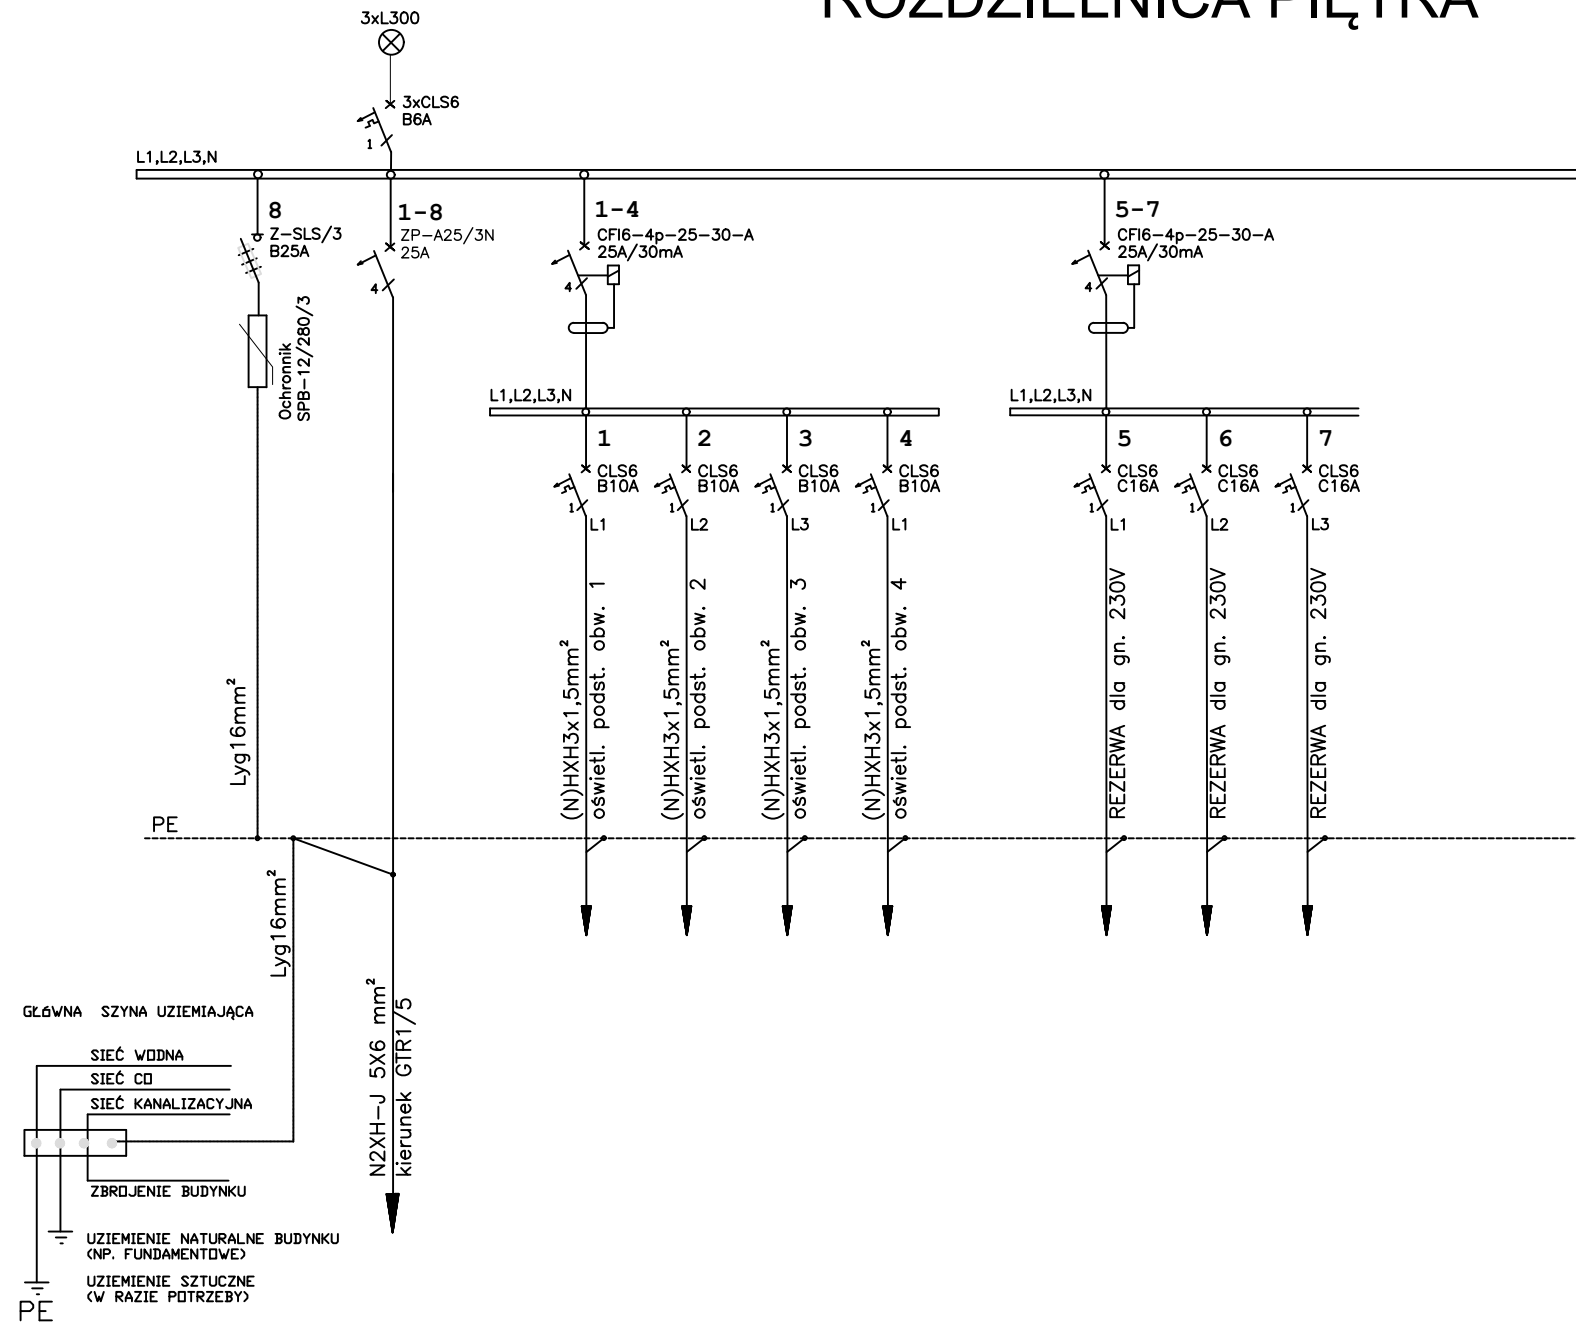 ROZDZIELNICA PIĘTRA
3xL300
3xCLS6
B6A
1
L1,L2,L3,N
8
Z-SLS/3
B25A
1-8
ZP-A25/3N
25A
4
1-4
CFI6-4p-25-30-A
25A/30mA
4
5-7
CFI6-4p-25-30-A
25A/30mA
4
Ochronnik
SPB-12/280/3
L1,L2,L3,N
L1,L2,L3,N
1
CLS6
B10A
1
L1
2
CLS6
B10A
1
L2
3
CLS6
B10A
1
L3
4
CLS6
B10A
1
L1
5
CLS6
C16A
1
L1
6
CLS6
C16A
1
L2
7
CLS6
C16A
1
L3
Lyg16mm²
(N)HXH3x1,5mm²
oświetl. podst. obw. 1
(N)HXH3x1,5mm²
oświetl. podst. obw. 2
(N)HXH3x1,5mm²
oświetl. podst. obw. 3
(N)HXH3x1,5mm²
oświetl. podst. obw. 4
REZERWA dla gn. 230V
REZERWA dla gn. 230V
REZERWA dla gn. 230V
PE
Lyg16mm²
N2XH-J 5X6 mm²
kierunek GTR1/5
GŁÓWNA SZYNA UZIEMIAJĄCA
SIEĆ WODNA
SIEĆ CO
SIEĆ KANALIZACYJNA
ZBROJENIE BUDYNKU
UZIEMIENIE NATURALNE BUDYNKU
(NP. FUNDAMENTOWE)
UZIEMIENIE SZTUCZNE
(W RAZIE POTRZEBY)
PE